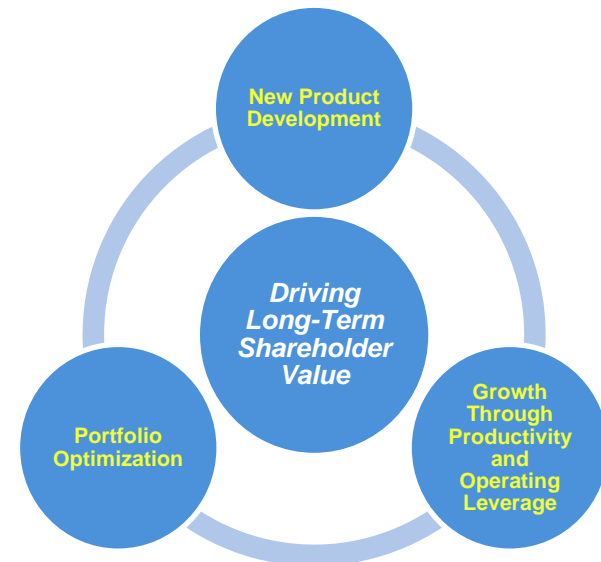 New Product
Development
Driving
Long-Term
Shareholder
Value
Portfolio
Optimization
Growth
Through
Productivity
and
Operating
Leverage